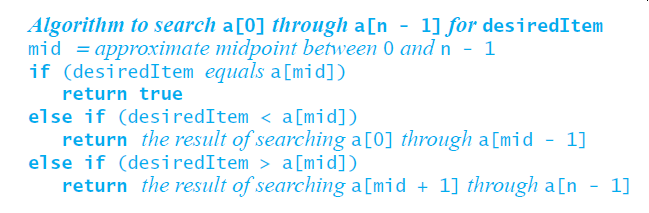 Algorithm to search a[0] through a[n - 1] for desiredItem
mid = approximate midpoint between 0 and n - 1
if (desiredItem equals a[mid])
return true
else if (desiredItem < a[mid])
return the result of searching a[0] through a[mid - 1]
else if (desiredItem > a[mid])
return the result of searching a[mid + 1] through a[n - 1]